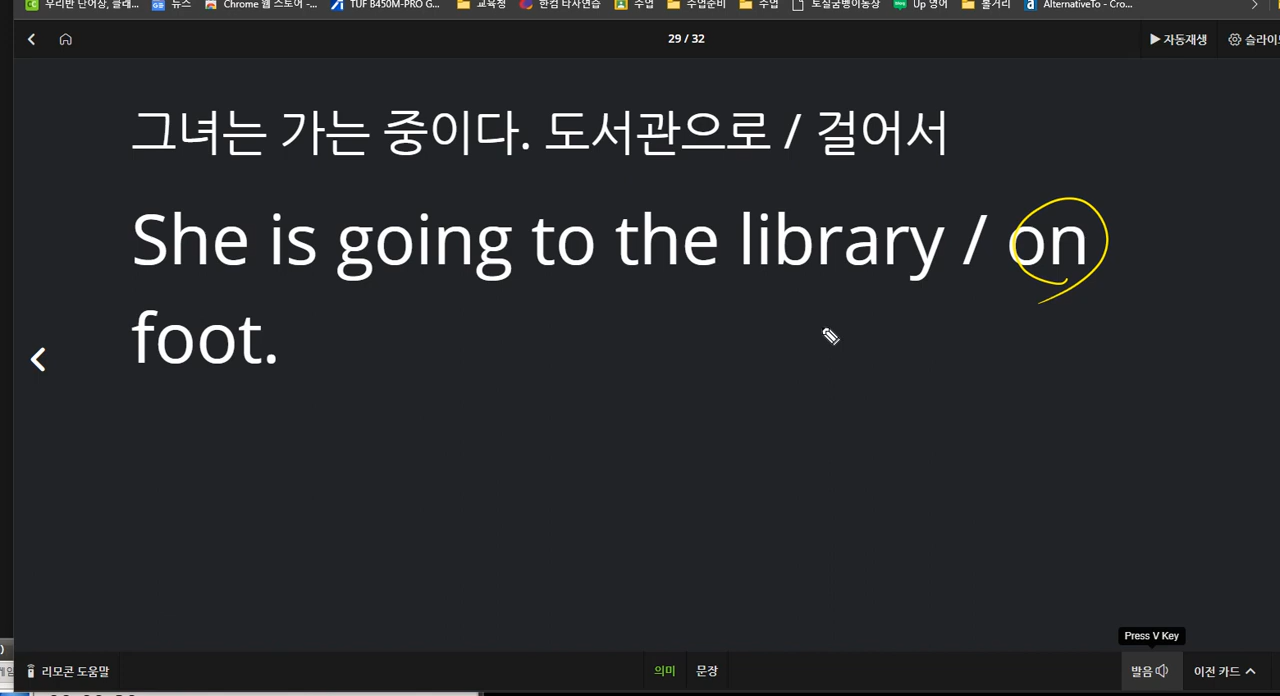 우리반 단어장, 클래... 뉴스 Chrome 웹 스토어 -... TUF B450M-PRO G... 교육청 한컴 타자연습 수업 수업준비 수업 Up 영어 볼거리 AlternativeTo - Cro...
29 / 32 자동재생
그녀는 가는 중이다. 도서관으로 / 걸어서
She is going to the library / on
foot.
Press V Key
리모콘 도움말 의미 문장 발음 이전 카드